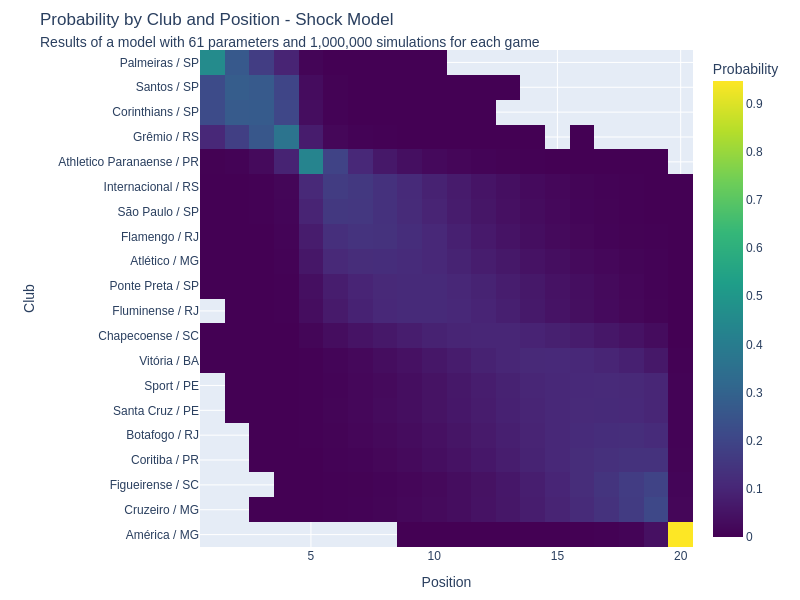 Probability by Club and Position - Shock Model
Results of a model with 61 parameters and 1,000,000 simulations for each game
Probability
Palmeiras / SP
Santos / SP
Corinthians / SP
Grêmio / RS
Athletico Paranaense / PR
Internacional / RS
São Paulo / SP
Flamengo / RJ
Atlético / MG
Ponte Preta / SP
Fluminense / RJ
Chapecoense / SC
Vitória / BA
Sport / PE
Santa Cruz / PE
Botafogo / RJ
Coritiba / PR
Figueirense / SC
Cruzeiro / MG
América / MG
Club
5
10
15
20
Position
0.9
0.8
0.7
0.6
0.5
0.4
0.3
0.2
0.1
0